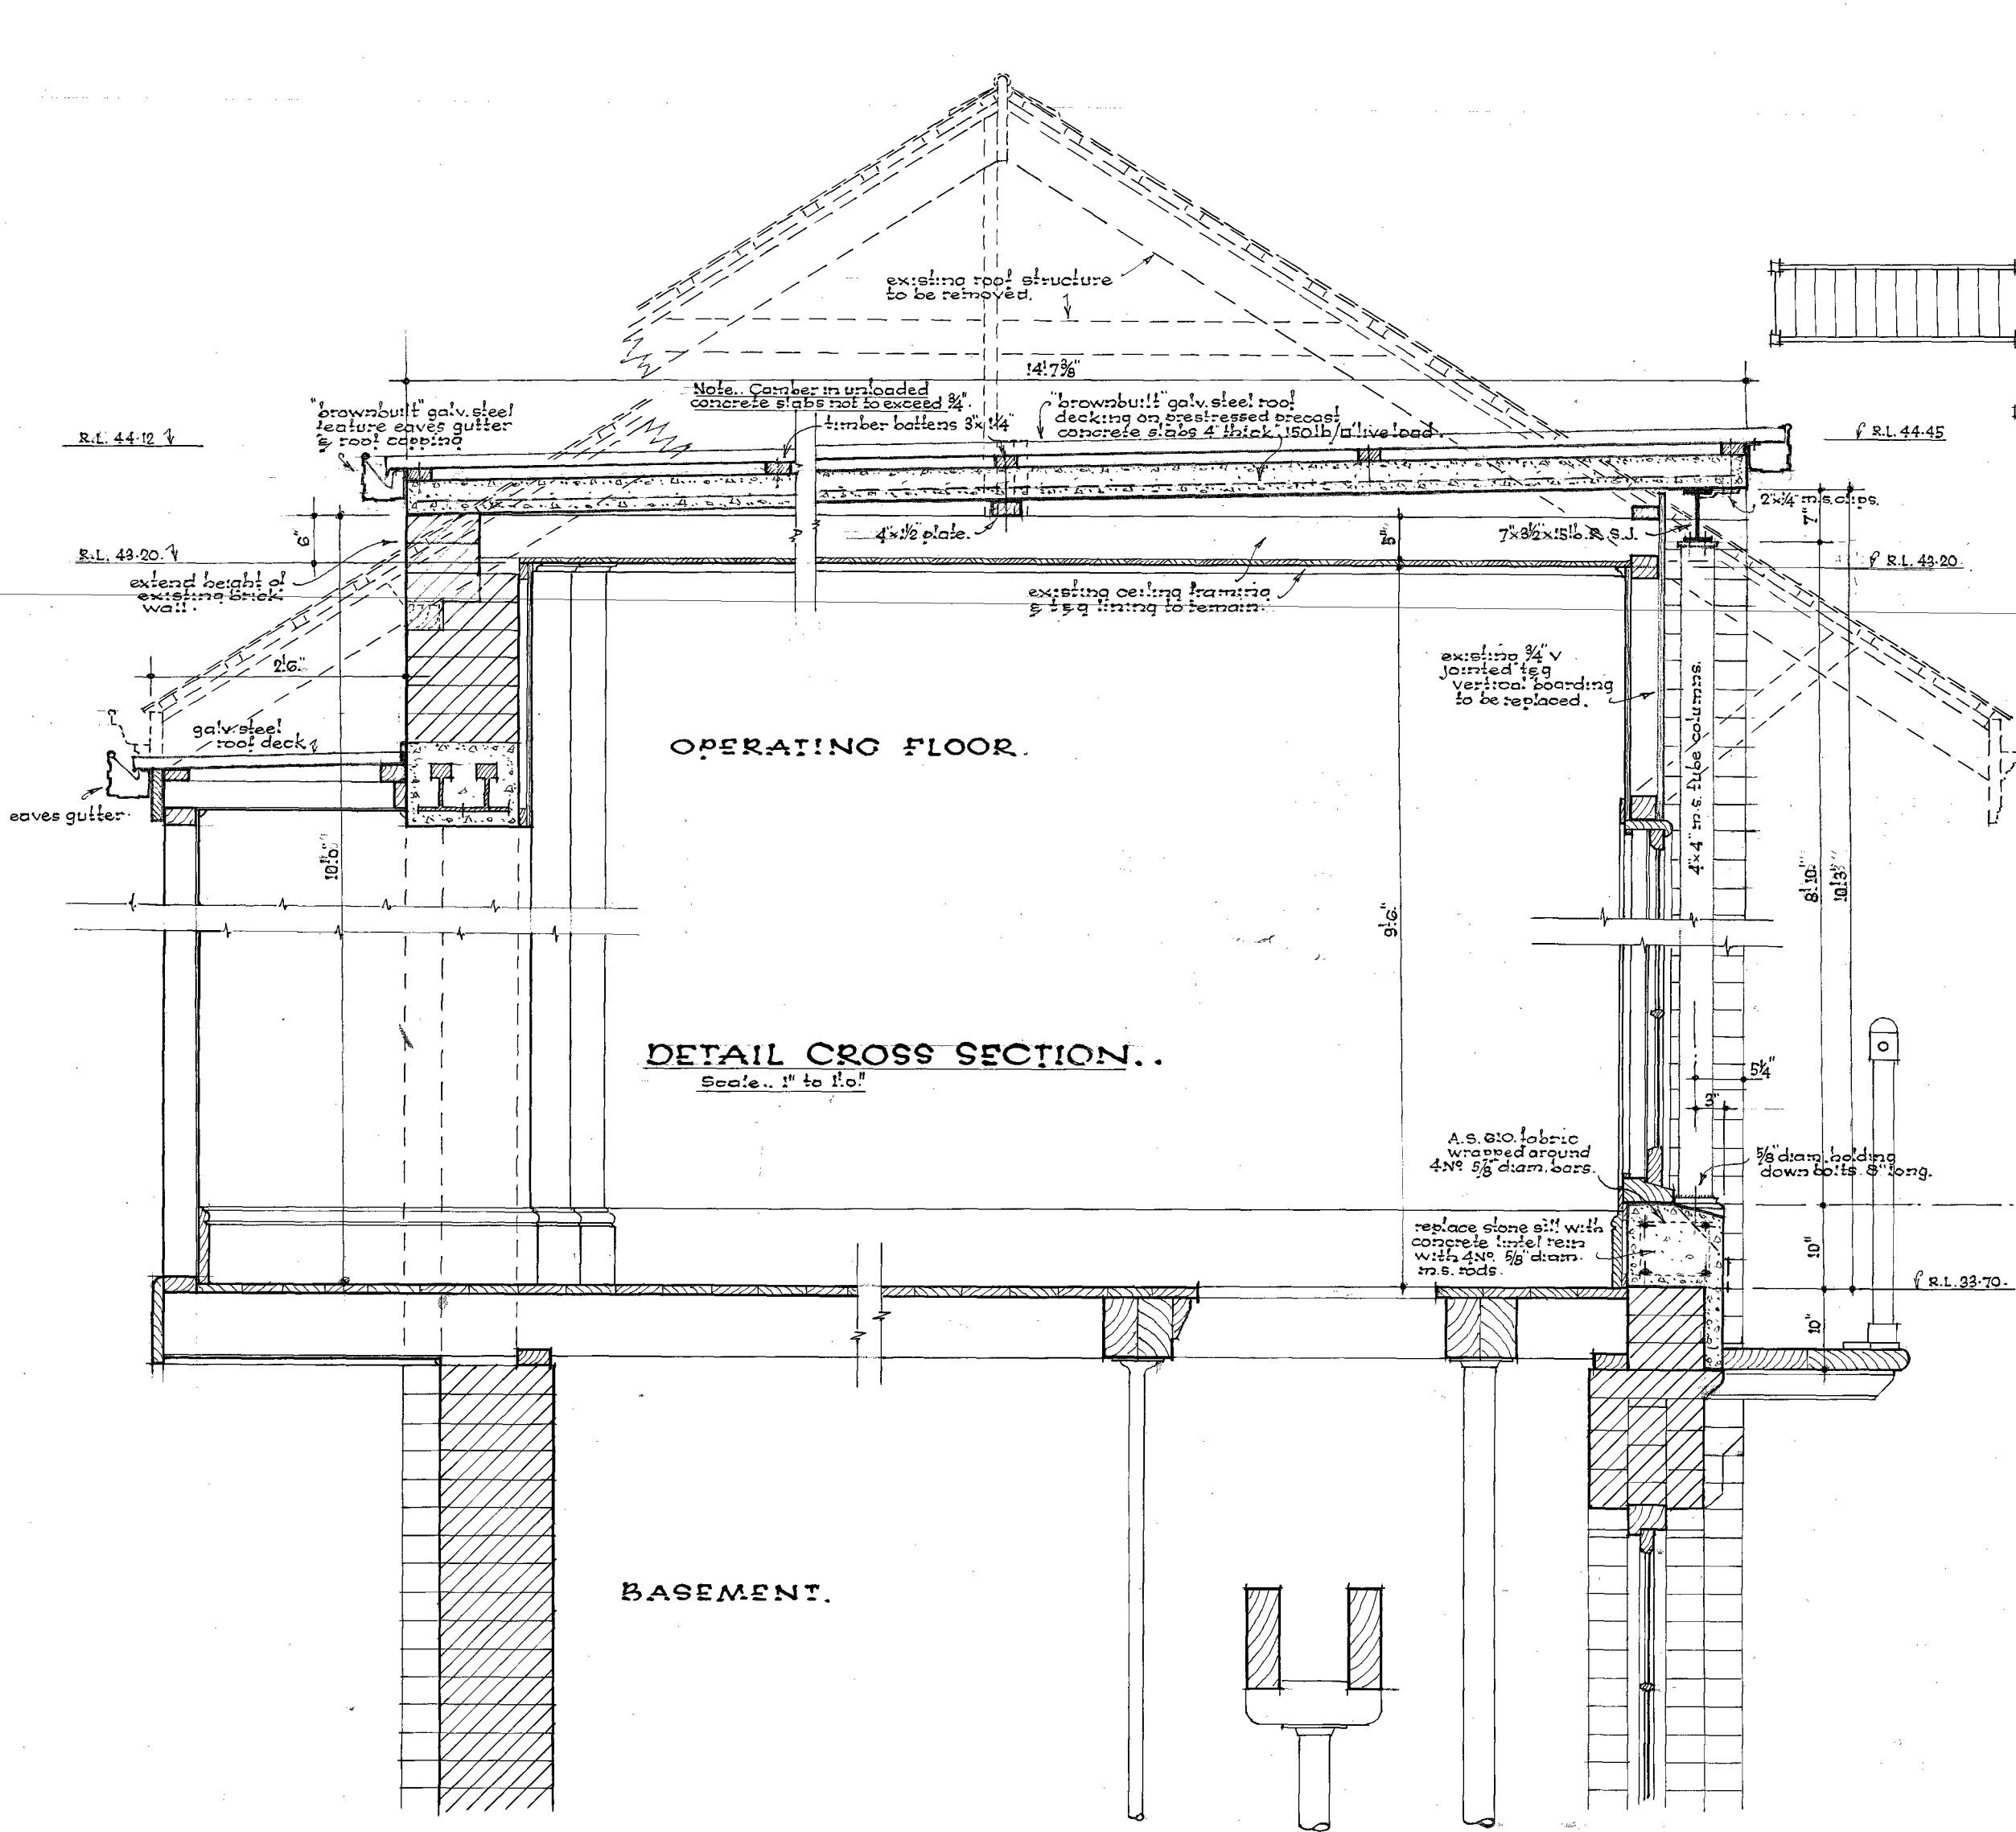 existing roof structure
to be removed.
14'7⅜"
Note.. Camber in unloaded
concrete slabs not to exceed ¾".
timber battens 3"x1¼"
"brownbuilt" galv. steel roof
decking on prestressed precast
concrete slabs 4" thick, 150lb/□' live load.
"brownbuilt" galv. steel
feature eaves gutter
& roof capping
R.L. 44·12
R.L. 44·45
2"x¼" m.s. clips.
7"
6"
4"x1½" plate.
5"
7"x3½"x15lb. R.S.J.
R.L. 43·20
R.L. 43·20
extend height of
existing brick
wall.
existing ceiling framing
& t&g lining to remain.
2'6"
existing ¾" V
jointed t&g
vertical boarding
to be replaced.
4"x4" m.s. tube columns.
galv. steel
roof deck
OPERATING FLOOR.
eaves gutter
8'10"
9'6"
DETAIL CROSS SECTION..
Scale.. 1" to 1'.0"
5¼"
3"
A.S. 610. fabric
wrapped around
4Nº ⅝" diam. bars.
⅝" diam. holding
down bolts. 8" long.
replace stone sill with
concrete lintel rein
with 4Nº. ⅝" diam.
m.s. rods.
10"
R.L. 33·70.
10"
BASEMENT.